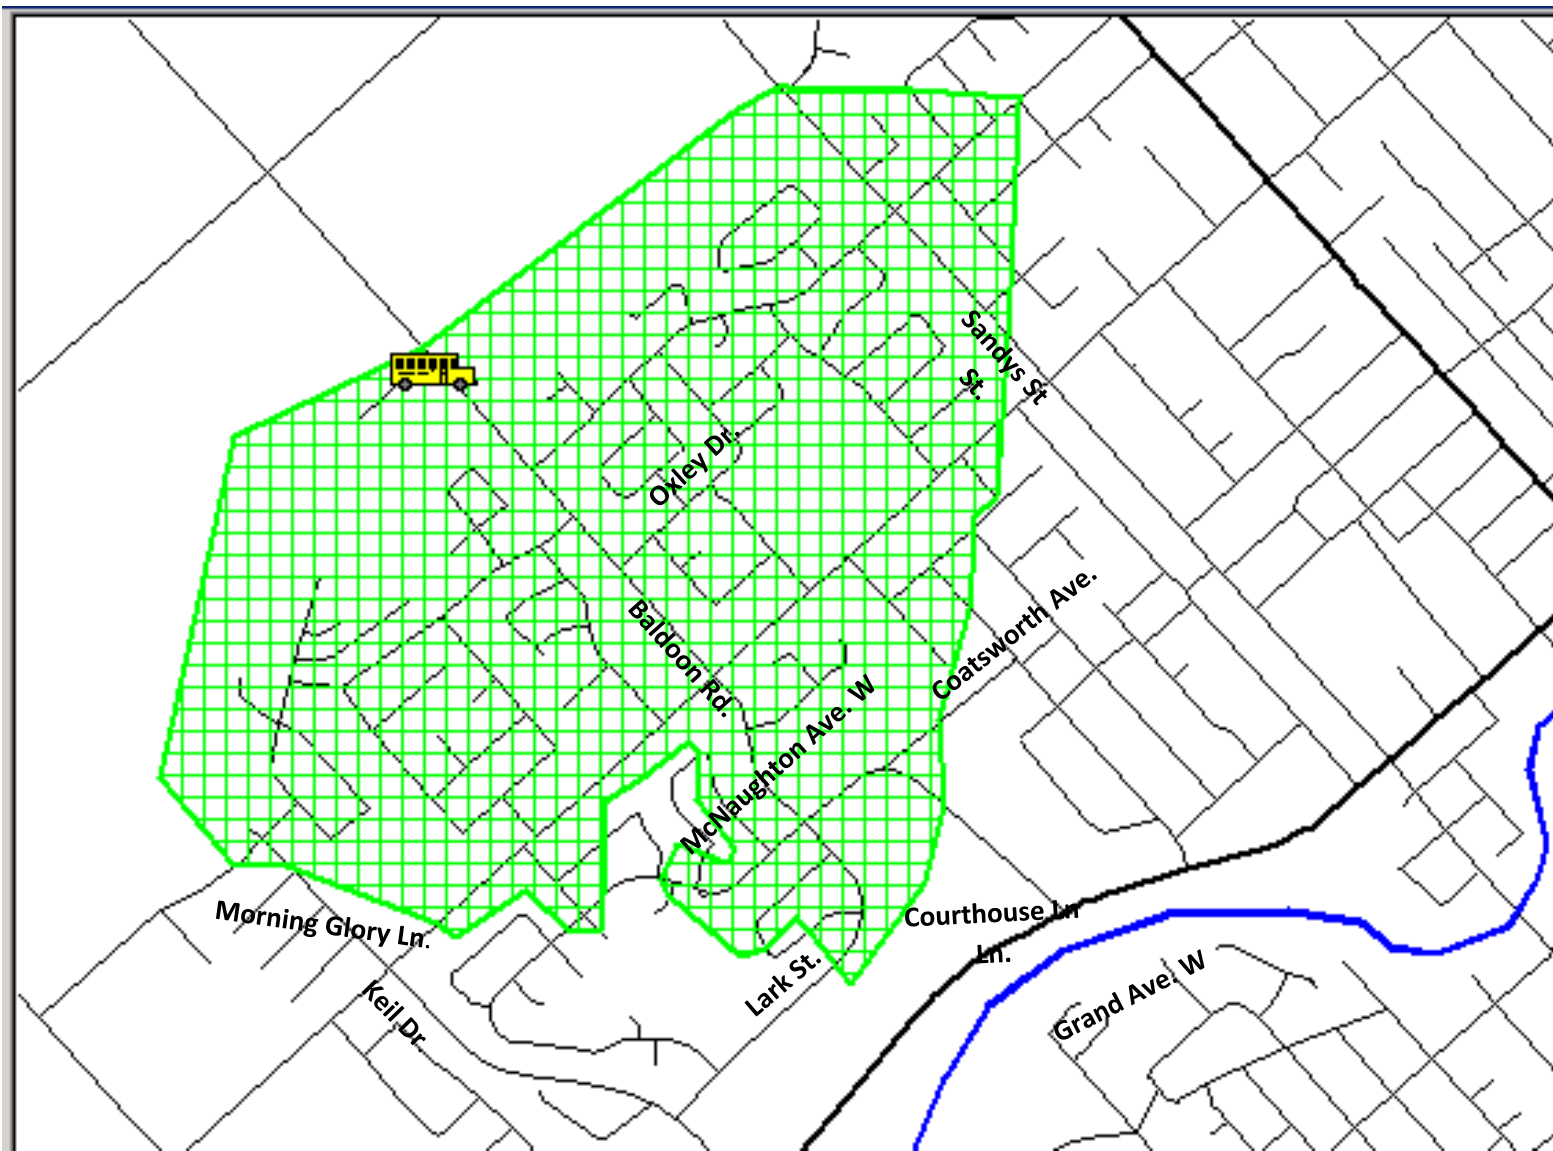 Sandys St
St.
Oxley Dr.
Coatsworth Ave.
Baldoon Rd.
McNaughton Ave. W
Morning Glory Ln.
Courthouse Ln
Ln.
Lark St.
Keil Dr.
Grand Ave. W